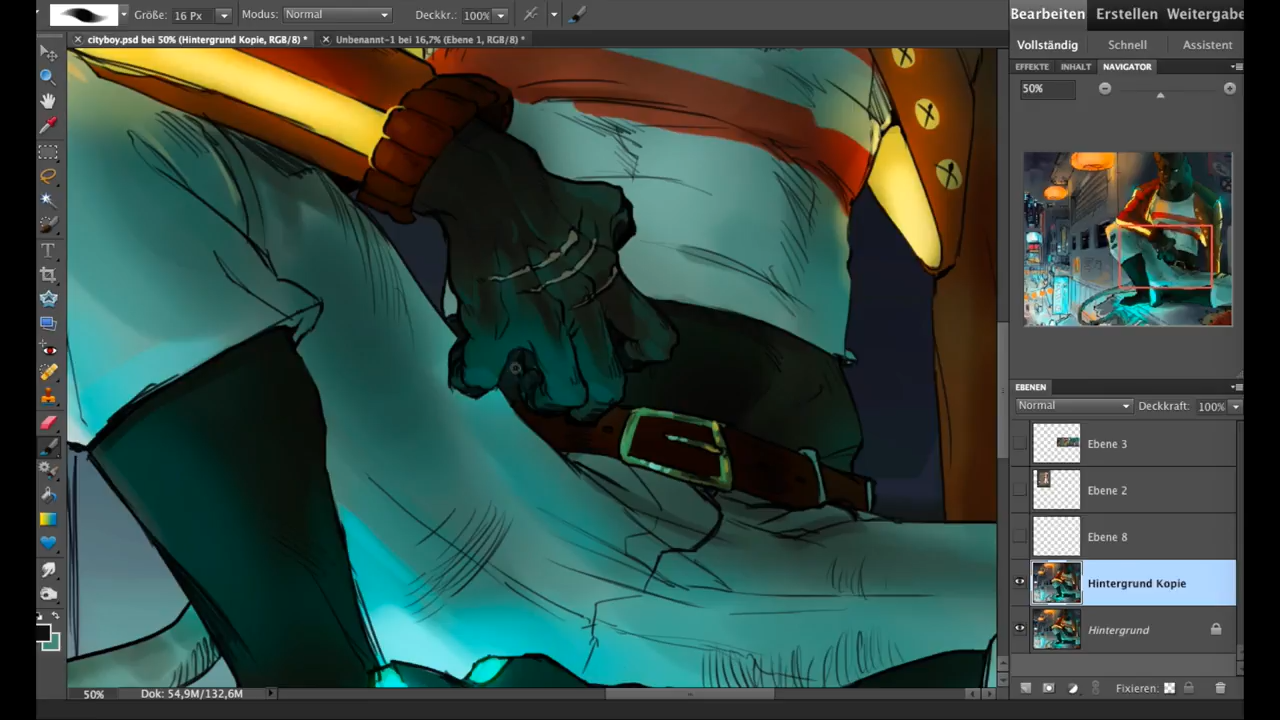 Größe: 16 Px Modus: Normal Deckkr.: 100%
Bearbeiten Erstellen Weitergabe
cityboy.psd bei 50% (Hintergrund Kopie, RGB/8) * Unbenannt-1 bei 16,7% (Ebene 1, RGB/8) *
Vollständig Schnell Assistent
EFFEKTE INHALT NAVIGATOR
50%
EBENEN
Normal Deckkraft: 100%
Ebene 3
Ebene 2
Ebene 8
Hintergrund Kopie
Hintergrund
50% Dok: 54,9M/132,6M Fixieren: